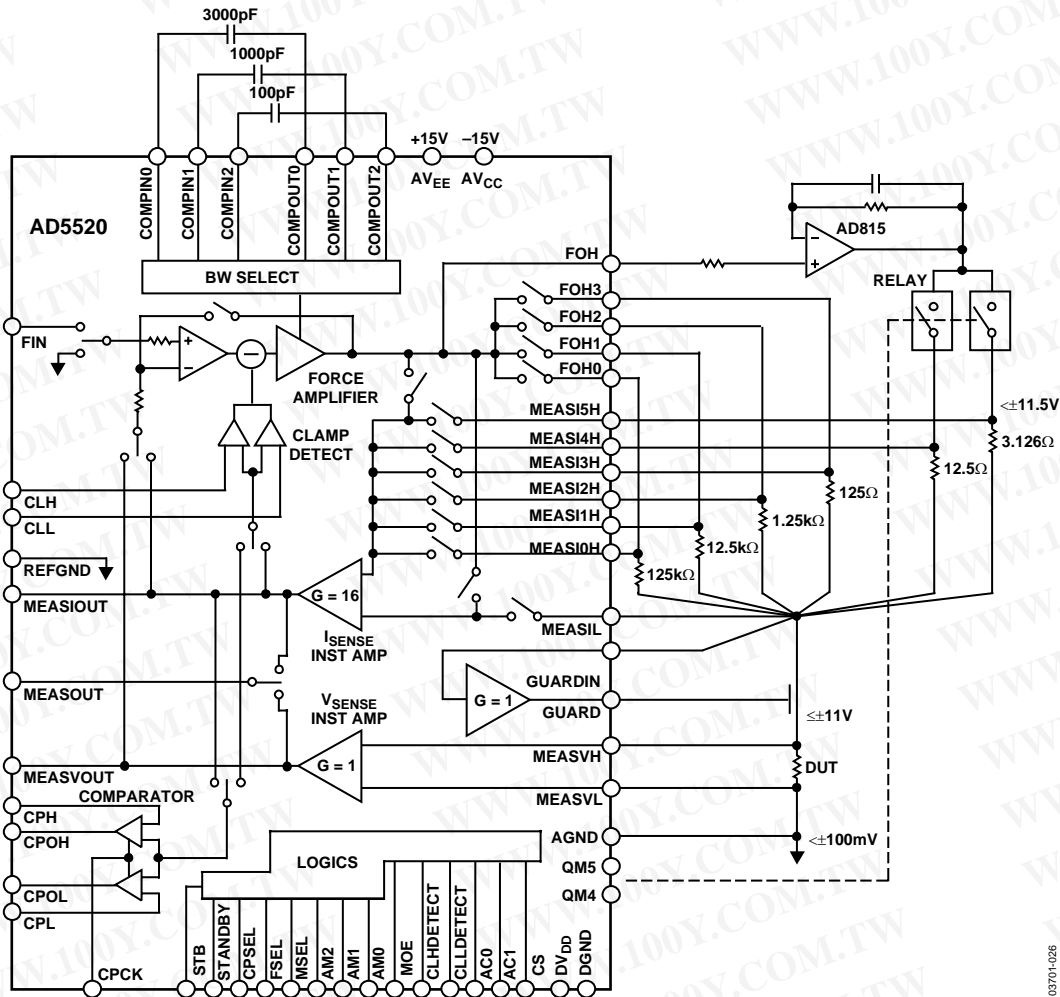 3000pF
1000pF
100pF
+15V –15V
AVEE AVCC
COMPIN0
COMPIN1
COMPIN2
COMPOUT0
COMPOUT1
COMPOUT2
AD5520
BW SELECT
AD815
FOH
RELAY
FOH3
FOH2
FOH1
FOH0
FIN
+
–
–
–
+
FORCE
AMPLIFIER
CLAMP
DETECT
MEASI5H
MEASI4H
MEASI3H
MEASI2H
MEASI1H
MEASI0H
<±11.5V
3.126Ω
12.5Ω
125Ω
1.25kΩ
12.5kΩ
125kΩ
CLH
CLL
REFGND
MEASIOUT
G = 16
ISENSE
INST AMP
MEASIL
GUARDIN
GUARD
G = 1
≤±11V
MEASOUT
VSENSE
INST AMP
G = 1
MEASVH
DUT
MEASVL
MEASVOUT
COMPARATOR
CPH
CPOH
CPOL
CPL
AGND
<±100mV
QM5
QM4
LOGICS
CPCK
STB
STANDBY
CPSEL
FSEL
MSEL
AM2
AM1
AM0
MOE
CLHDETECT
CLLDETECT
AC0
AC1
CS
DVDD
DGND
03701-026
WWW.100Y.COM.TW